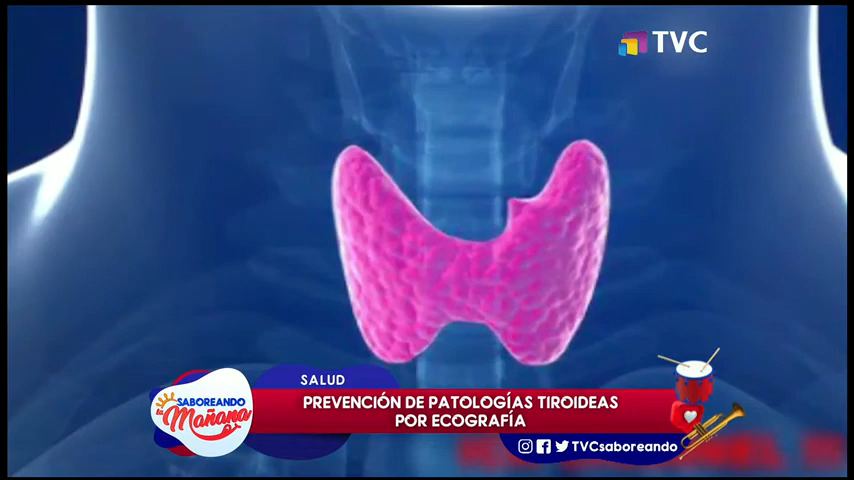 TVC
SALUD
SABOREANDO
la Mañana
PREVENCIÓN DE PATOLOGÍAS TIROIDEAS
POR ECOGRAFÍA
TVCsaboreando